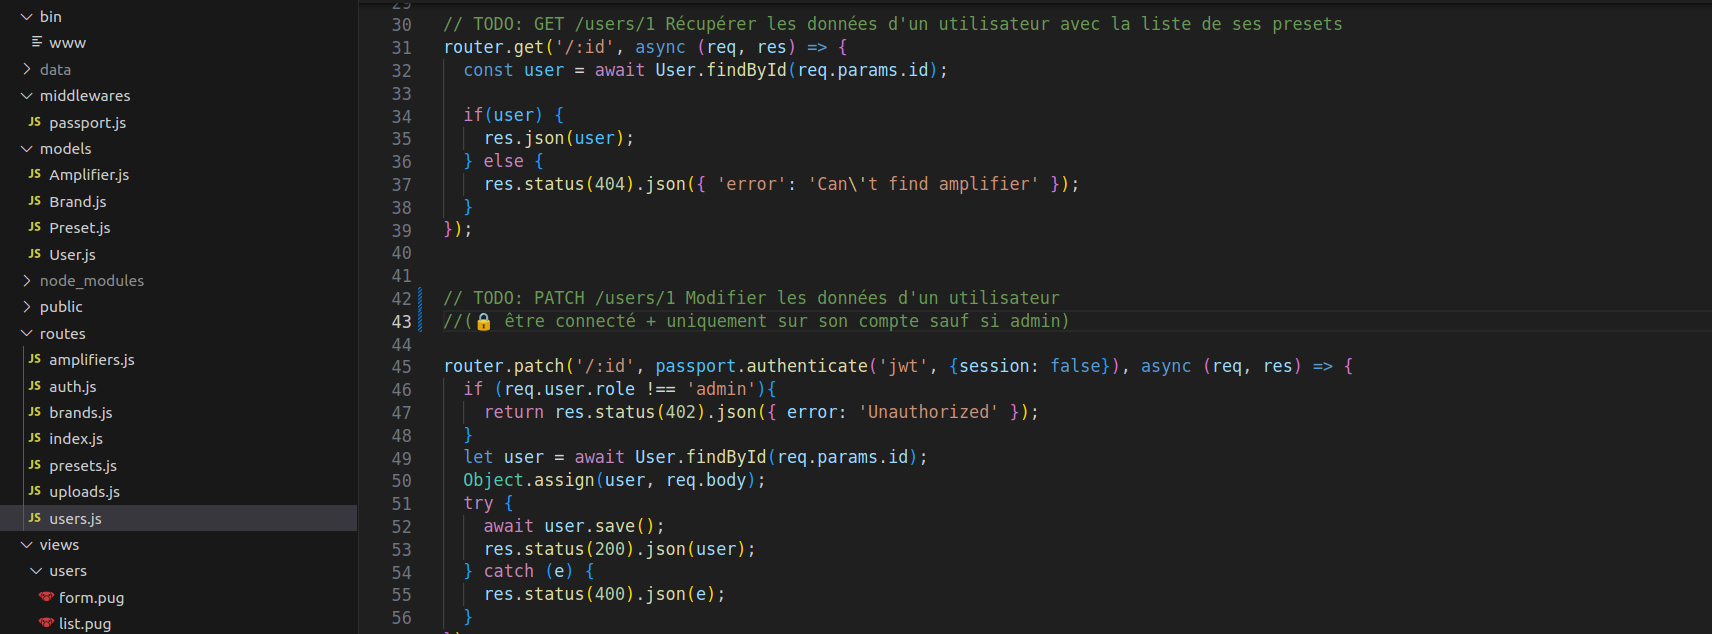 bin
www
data
middlewares
JS passport.js
models
JS Amplifier.js
JS Brand.js
JS Preset.js
JS User.js
node_modules
public
routes
JS amplifiers.js
JS auth.js
JS brands.js
JS index.js
JS presets.js
JS uploads.js
JS users.js
views
users
form.pug
list.pug
29
30 // TODO: GET /users/1 Récupérer les données d'un utilisateur avec la liste de ses presets
31 router.get('/:id', async (req, res) => {
32 const user = await User.findById(req.params.id);
33
34 if(user) {
35 res.json(user);
36 } else {
37 res.status(404).json({ 'error': 'Can\'t find amplifier' });
38 }
39 });
40
41
42 // TODO: PATCH /users/1 Modifier les données d'un utilisateur
43 //(🔒 être connecté + uniquement sur son compte sauf si admin)
44
45 router.patch('/:id', passport.authenticate('jwt', {session: false}), async (req, res) => {
46 if (req.user.role !== 'admin'){
47 return res.status(402).json({ error: 'Unauthorized' });
48 }
49 let user = await User.findById(req.params.id);
50 Object.assign(user, req.body);
51 try {
52 await user.save();
53 res.status(200).json(user);
54 } catch (e) {
55 res.status(400).json(e);
56 }